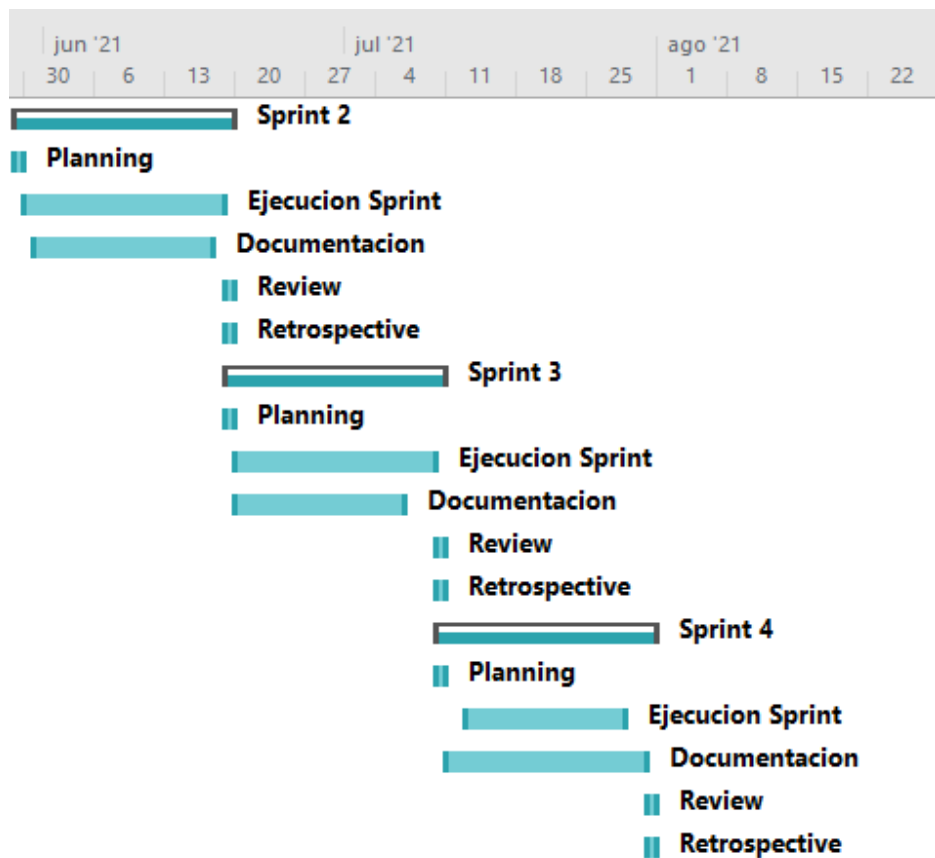 jun '21 jul '21 ago '21
30 6 13 20 27 4 11 18 25 1 8 15 22
Sprint 2
Planning
Ejecucion Sprint
Documentacion
Review
Retrospective
Sprint 3
Planning
Ejecucion Sprint
Documentacion
Review
Retrospective
Sprint 4
Planning
Ejecucion Sprint
Documentacion
Review
Retrospective